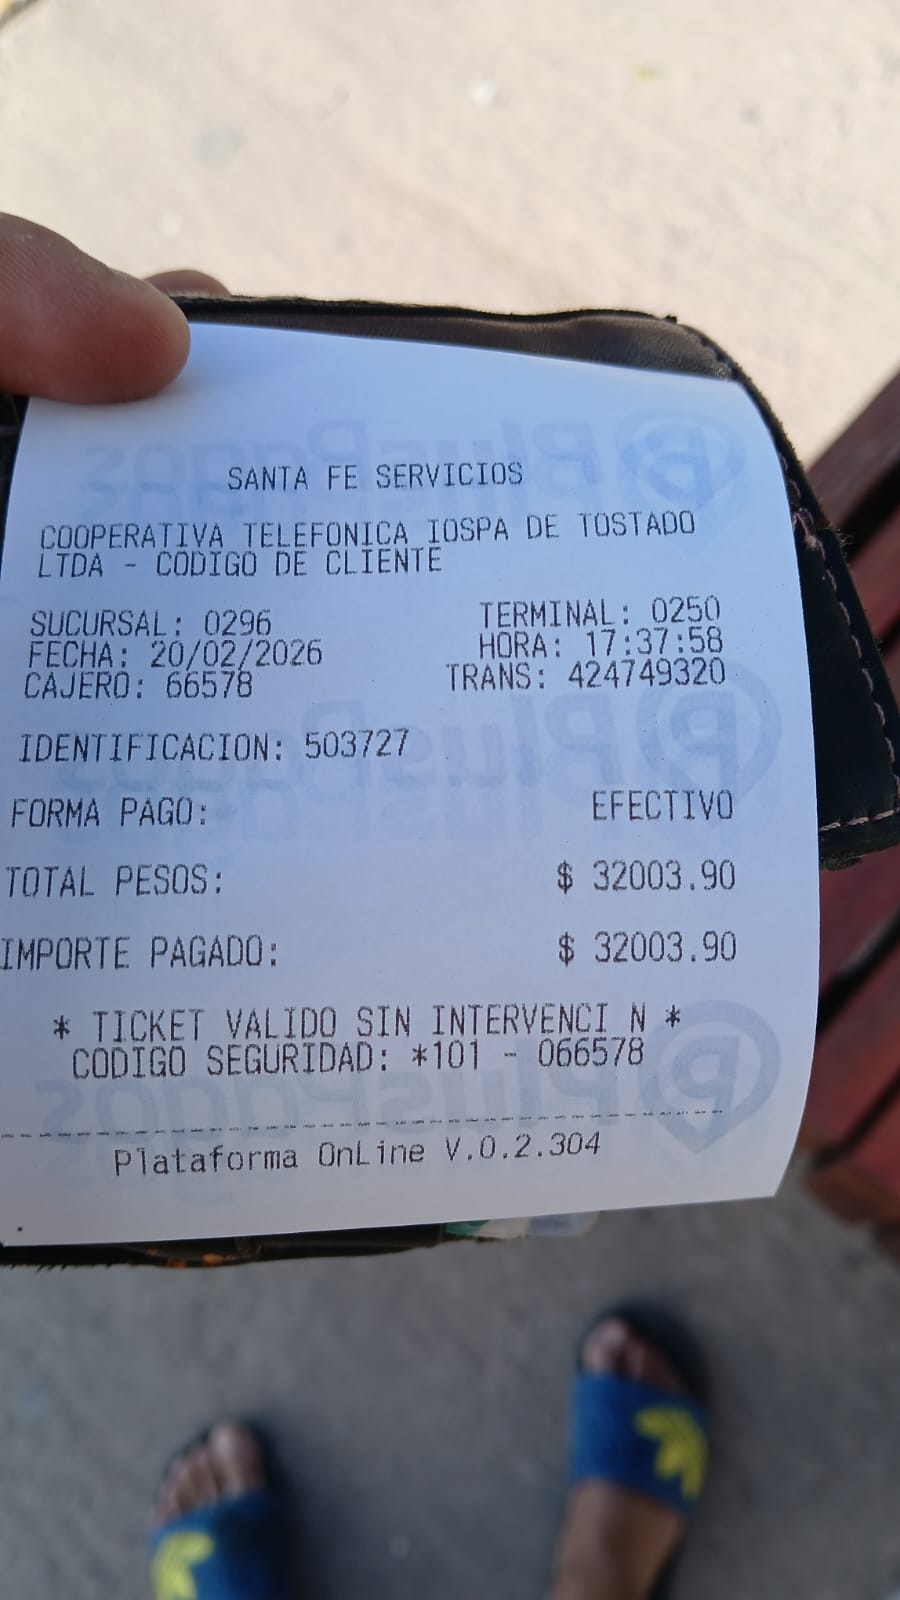 SANTA FE SERVICIOS
COOPERATIVA TELEFONICA IOSPA DE TOSTADO
LTDA - CODIGO DE CLIENTE
SUCURSAL: 0296 TERMINAL: 0250
FECHA: 20/02/2026 HORA: 17:37:58
CAJERO: 66578 TRANS: 424749320
IDENTIFICACION: 503727
FORMA PAGO: EFECTIVO
TOTAL PESOS: $ 32003.90
IMPORTE PAGADO: $ 32003.90
* TICKET VALIDO SIN INTERVENCI N *
CODIGO SEGURIDAD: *101 - 066578
Plataforma OnLine V.0.2.304